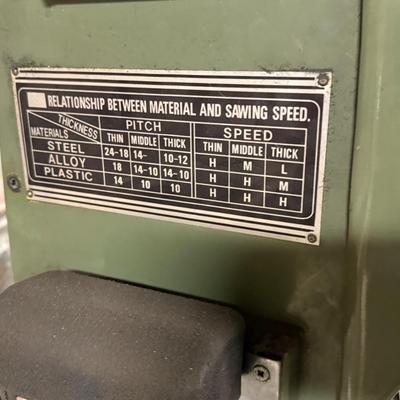 RELATIONSHIP BETWEEN MATERIAL AND SAWING SPEED.
THICKNESS PITCH SPEED
MATERIALS THIN MIDDLE THICK THIN MIDDLE THICK
STEEL 24-18 14- 10-12 H M L
ALLOY 18 14-10 14-10 H H M
PLASTIC 14 10 10 H H H